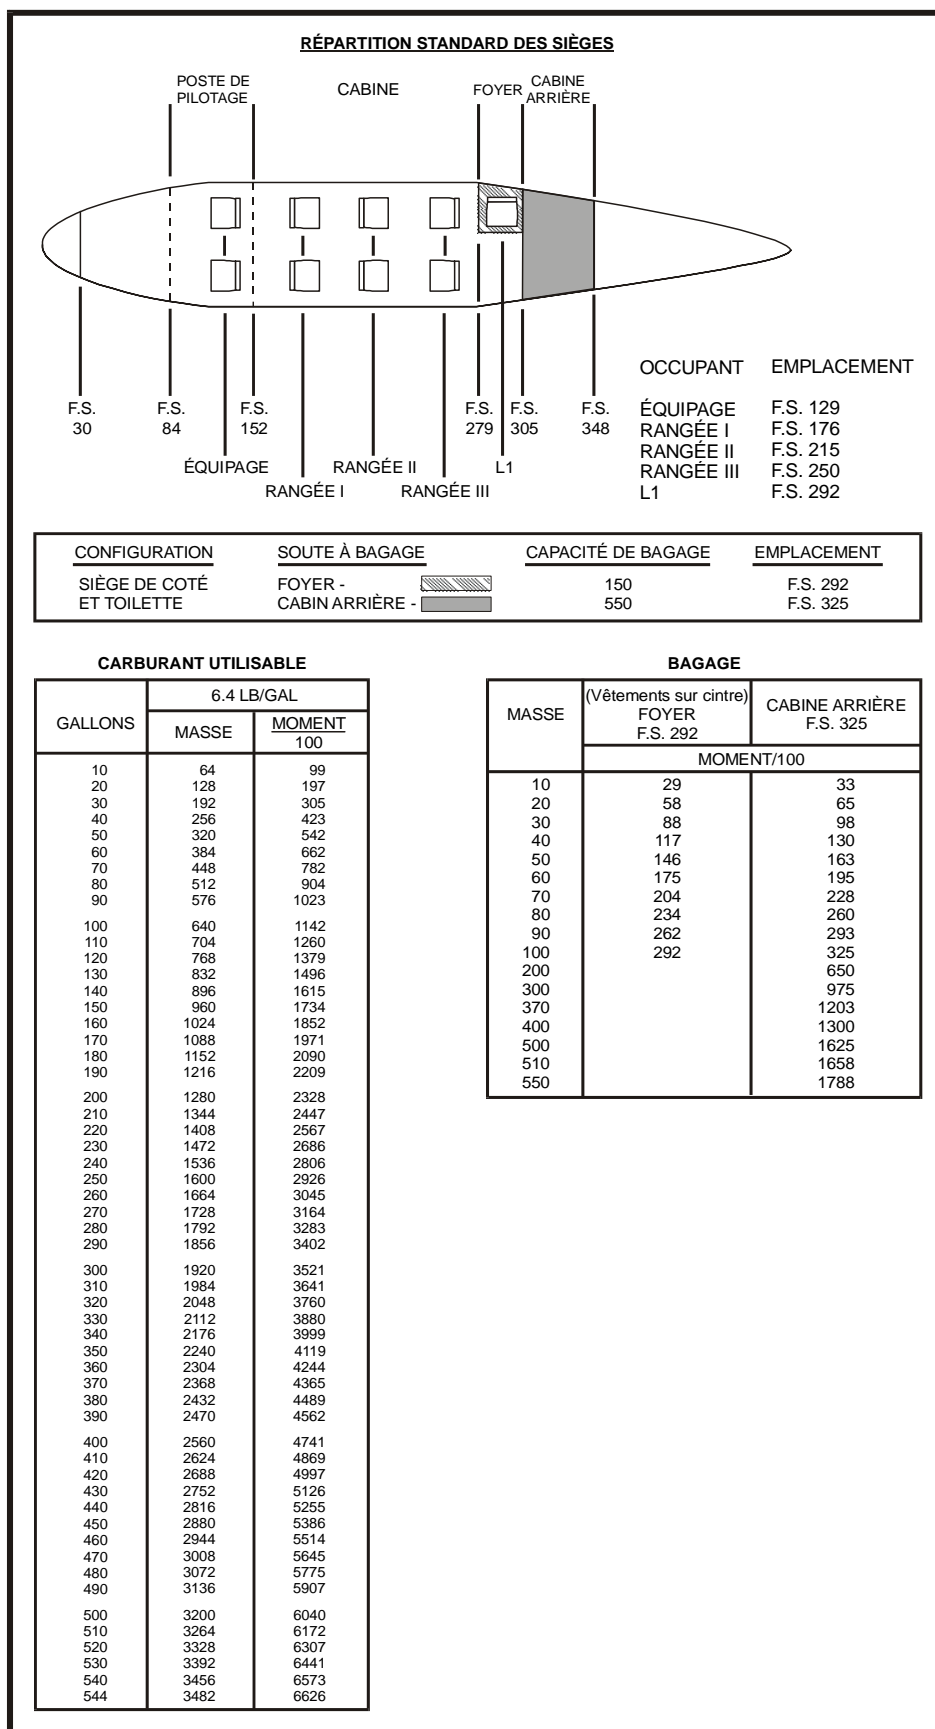 RÉPARTITION STANDARD DES SIÈGES
POSTE DE
PILOTAGE
CABINE
FOYER
CABINE
ARRIÈRE
F.S.
30
F.S.
84
F.S.
152
F.S.
279
F.S.
305
F.S.
348
ÉQUIPAGE
RANGÉE I
RANGÉE II
RANGÉE III
L1
OCCUPANT EMPLACEMENT
ÉQUIPAGE F.S. 129
RANGÉE I F.S. 176
RANGÉE II F.S. 215
RANGÉE III F.S. 250
L1 F.S. 292
CONFIGURATION SOUTE À BAGAGE CAPACITÉ DE BAGAGE EMPLACEMENT
SIÈGE DE COTÉ FOYER - 150 F.S. 292
ET TOILETTE CABIN ARRIÈRE - 550 F.S. 325
CARBURANT UTILISABLE
GALLONS
6.4 LB/GAL
MASSE
MOMENT
100
10 64 99
20 128 197
30 192 305
40 256 423
50 320 542
60 384 662
70 448 782
80 512 904
90 576 1023
100 640 1142
110 704 1260
120 768 1379
130 832 1496
140 896 1615
150 960 1734
160 1024 1852
170 1088 1971
180 1152 2090
190 1216 2209
200 1280 2328
210 1344 2447
220 1408 2567
230 1472 2686
240 1536 2806
250 1600 2926
260 1664 3045
270 1728 3164
280 1792 3283
290 1856 3402
300 1920 3521
310 1984 3641
320 2048 3760
330 2112 3880
340 2176 3999
350 2240 4119
360 2304 4244
370 2368 4365
380 2432 4489
390 2470 4562
400 2560 4741
410 2624 4869
420 2688 4997
430 2752 5126
440 2816 5255
450 2880 5386
460 2944 5514
470 3008 5645
480 3072 5775
490 3136 5907
500 3200 6040
510 3264 6172
520 3328 6307
530 3392 6441
540 3456 6573
544 3482 6626
BAGAGE
MASSE
(Vêtements sur cintre)
FOYER
F.S. 292
CABINE ARRIÈRE
F.S. 325
MOMENT/100
10 29 33
20 58 65
30 88 98
40 117 130
50 146 163
60 175 195
70 204 228
80 234 260
90 262 293
100 292 325
200 650
300 975
370 1203
400 1300
500 1625
510 1658
550 1788